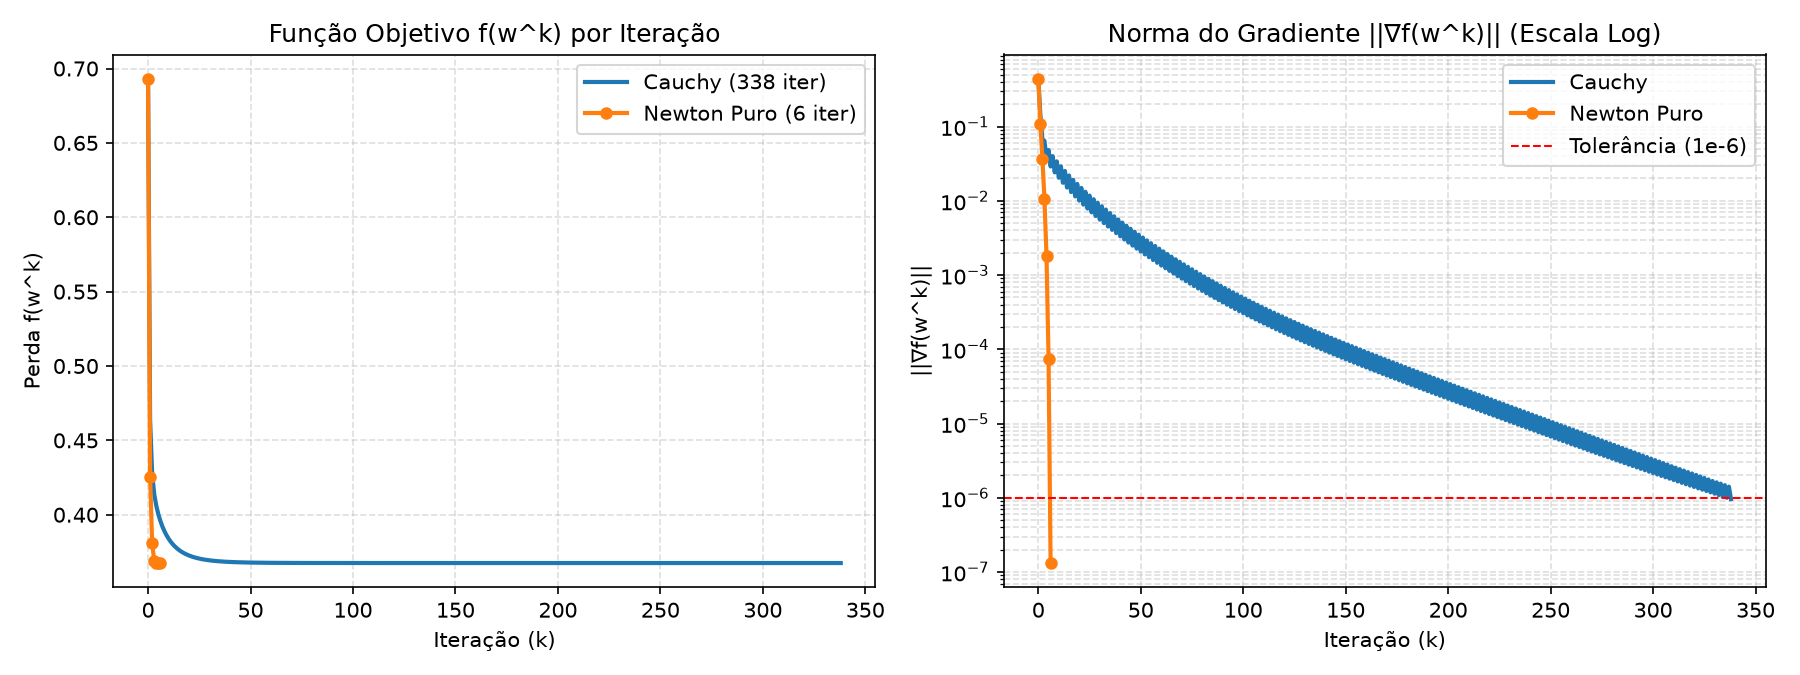 Função Objetivo f(w^k) por Iteração
0.70
0.65
0.60
0.55
0.50
0.45
0.40
Perda f(w^k)
Cauchy (338 iter)
Newton Puro (6 iter)
0 50 100 150 200 250 300 350
Iteração (k)
Norma do Gradiente ||∇f(w^k)|| (Escala Log)
10⁻¹
10⁻²
10⁻³
10⁻⁴
10⁻⁵
10⁻⁶
10⁻⁷
||∇f(w^k)||
Cauchy
Newton Puro
Tolerância (1e-6)
0 50 100 150 200 250 300 350
Iteração (k)